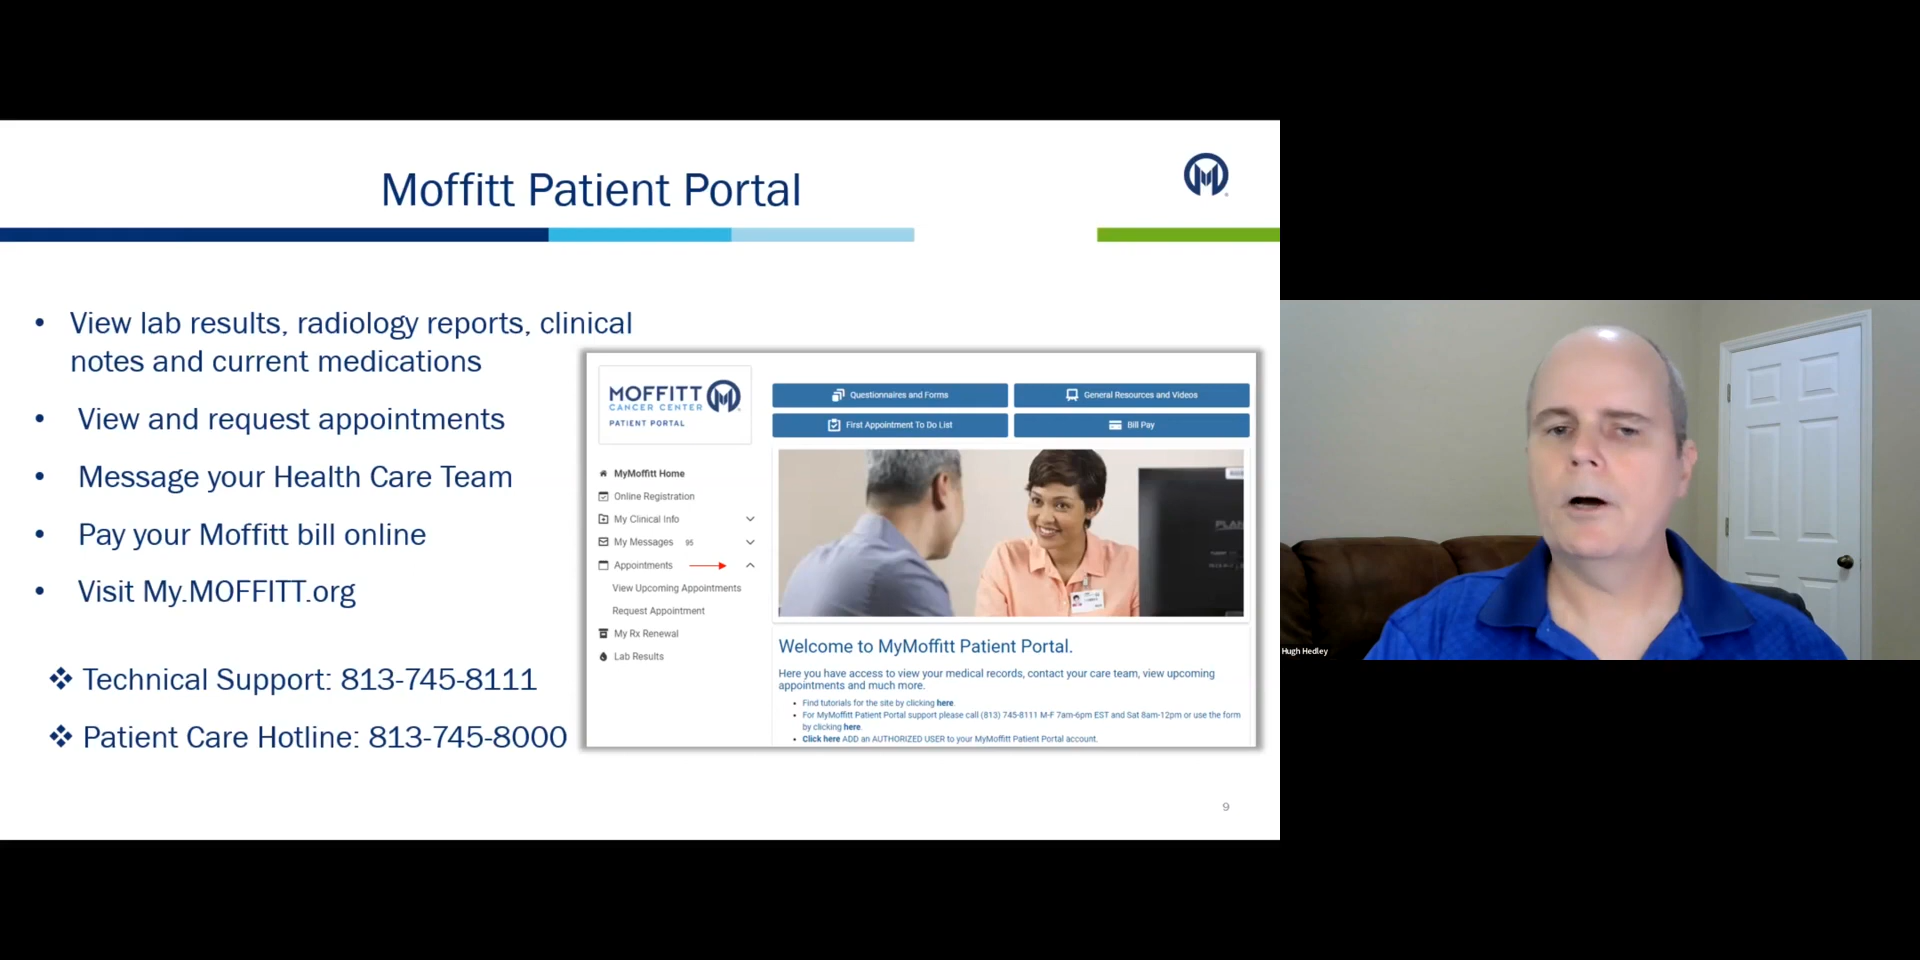 Moffitt Patient Portal
• View lab results, radiology reports, clinical
notes and current medications
• View and request appointments
• Message your Health Care Team
• Pay your Moffitt bill online
• Visit My.MOFFITT.org
❖ Technical Support: 813-745-8111
❖ Patient Care Hotline: 813-745-8000
MOFFITT
CANCER CENTER
PATIENT PORTAL
MyMoffitt Home
Online Registration
My Clinical Info
My Messages 95
Appointments
View Upcoming Appointments
Request Appointment
My Rx Renewal
Lab Results
Questionnaires and Forms
General Resources and Videos
First Appointment To Do List
Bill Pay
Welcome to MyMoffitt Patient Portal.
Here you have access to view your medical records, contact your care team, view upcoming
appointments and much more.
• Find tutorials for the site by clicking here.
• For MyMoffitt Patient Portal support please call (813) 745-8111 M-F 7am-6pm EST and Sat 8am-12pm or use the form
by clicking here.
• Click here ADD an AUTHORIZED USER to your MyMoffitt Patient Portal account.
9
Hugh Hedley